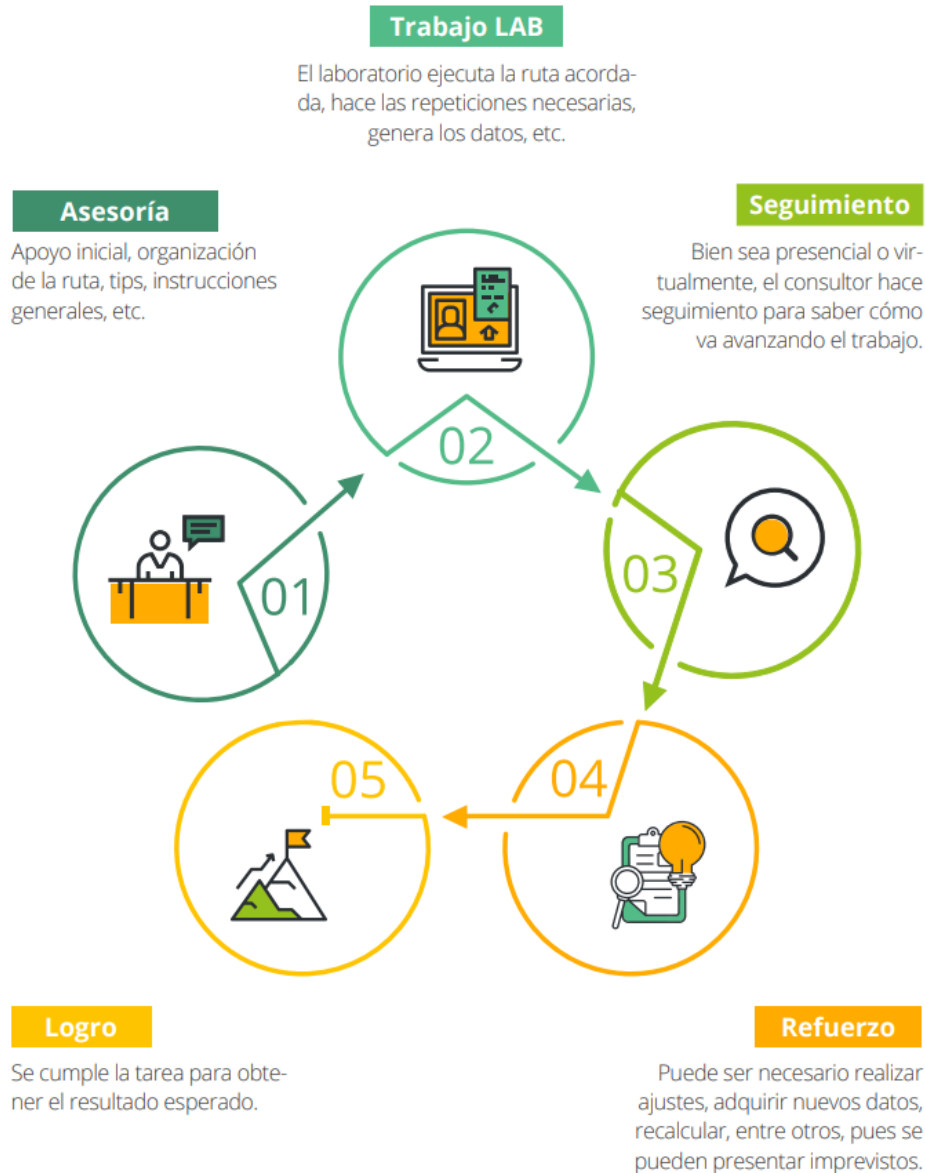 Trabajo LAB
El laboratorio ejecuta la ruta acorda-
da, hace las repeticiones necesarias,
genera los datos, etc.
Asesoría
Apoyo inicial, organización
de la ruta, tips, instrucciones
generales, etc.
Seguimiento
Bien sea presencial o vir-
tualmente, el consultor hace
seguimiento para saber cómo
va avanzando el trabajo.
02
01
03
05
04
Logro
Se cumple la tarea para obte-
ner el resultado esperado.
Refuerzo
Puede ser necesario realizar
ajustes, adquirir nuevos datos,
recalcular, entre otros, pues se
pueden presentar imprevistos.